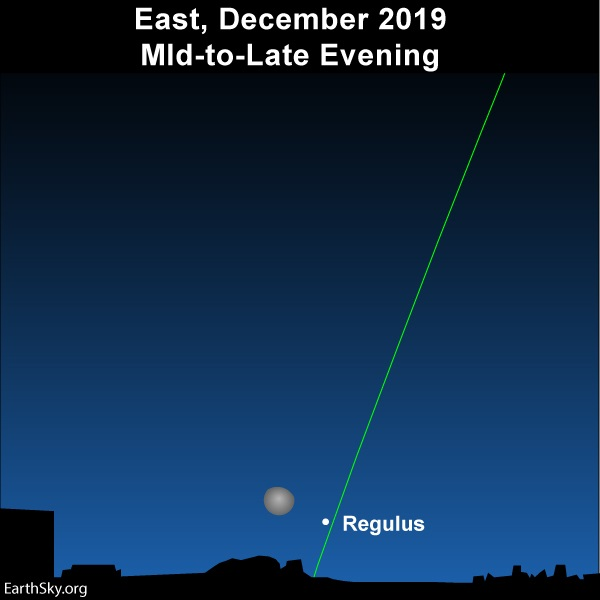 East, December 2019
MId-to-Late Evening
Regulus
EarthSky.org